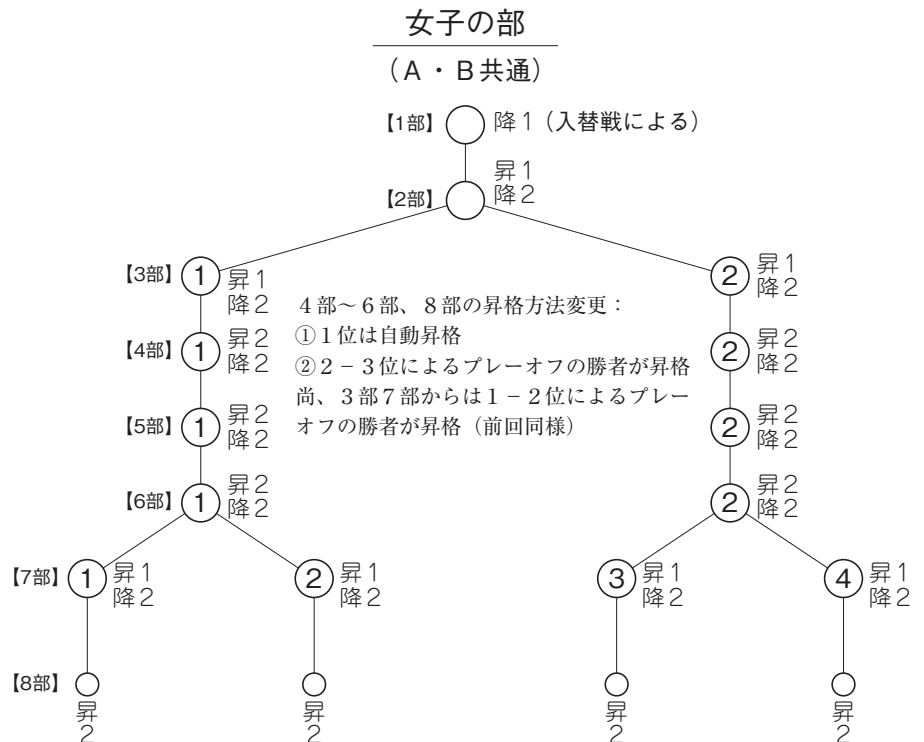 女子の部
(A・B共通)
【1部】 降1(入替戦による)
昇1
【2部】 降2
【3部】 1 昇1 2 昇1
降2 降2
4部〜6部、8部の昇格方法変更:
①1位は自動昇格
②2−3位によるプレーオフの勝者が昇格
尚、3部7部からは1−2位によるプレー
オフの勝者が昇格(前回同様)
【4部】 1 昇2 2 昇2
降2 降2
【5部】 1 昇2 2 昇2
降2 降2
【6部】 1 昇2 2 昇2
降2 降2
【7部】 1 昇1 2 昇1 3 昇1 4 昇1
降2 降2 降2 降2
【8部】
昇2 昇2 昇2 昇2